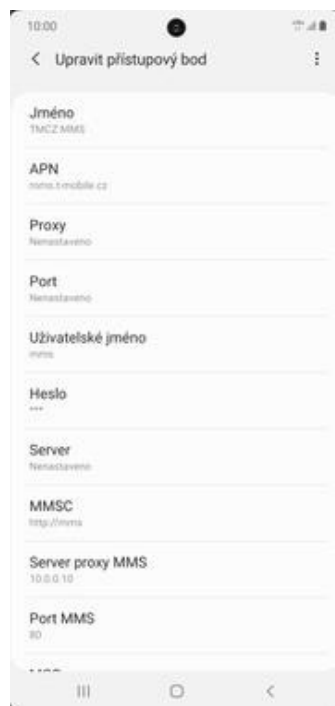 10:00
Upravit přístupový bod
Jméno
TMCZ MMS
APN
mms.t-mobile.cz
Proxy
Nenastaveno
Port
Nenastaveno
Uživatelské jméno
mms
Heslo
***
Server
Nenastaveno
MMSC
http://mms
Server proxy MMS
10.0.0.10
Port MMS
80